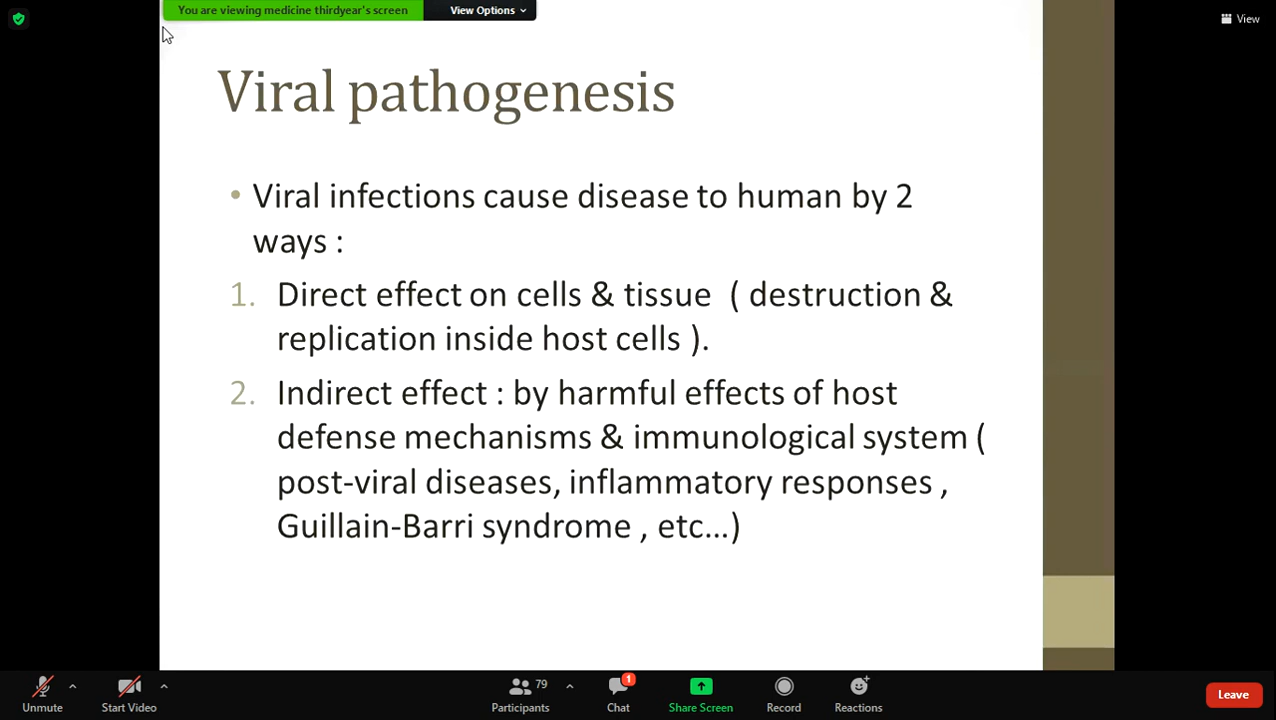 You are viewing medicine thirdyear's screen View Options
View
Viral pathogenesis
• Viral infections cause disease to human by 2
ways :
1. Direct effect on cells & tissue ( destruction &
replication inside host cells ).
2. Indirect effect : by harmful effects of host
defense mechanisms & immunological system (
post-viral diseases, inflammatory responses ,
Guillain-Barri syndrome , etc...)
79
1
Unmute Start Video Participants Chat Share Screen Record Reactions Leave